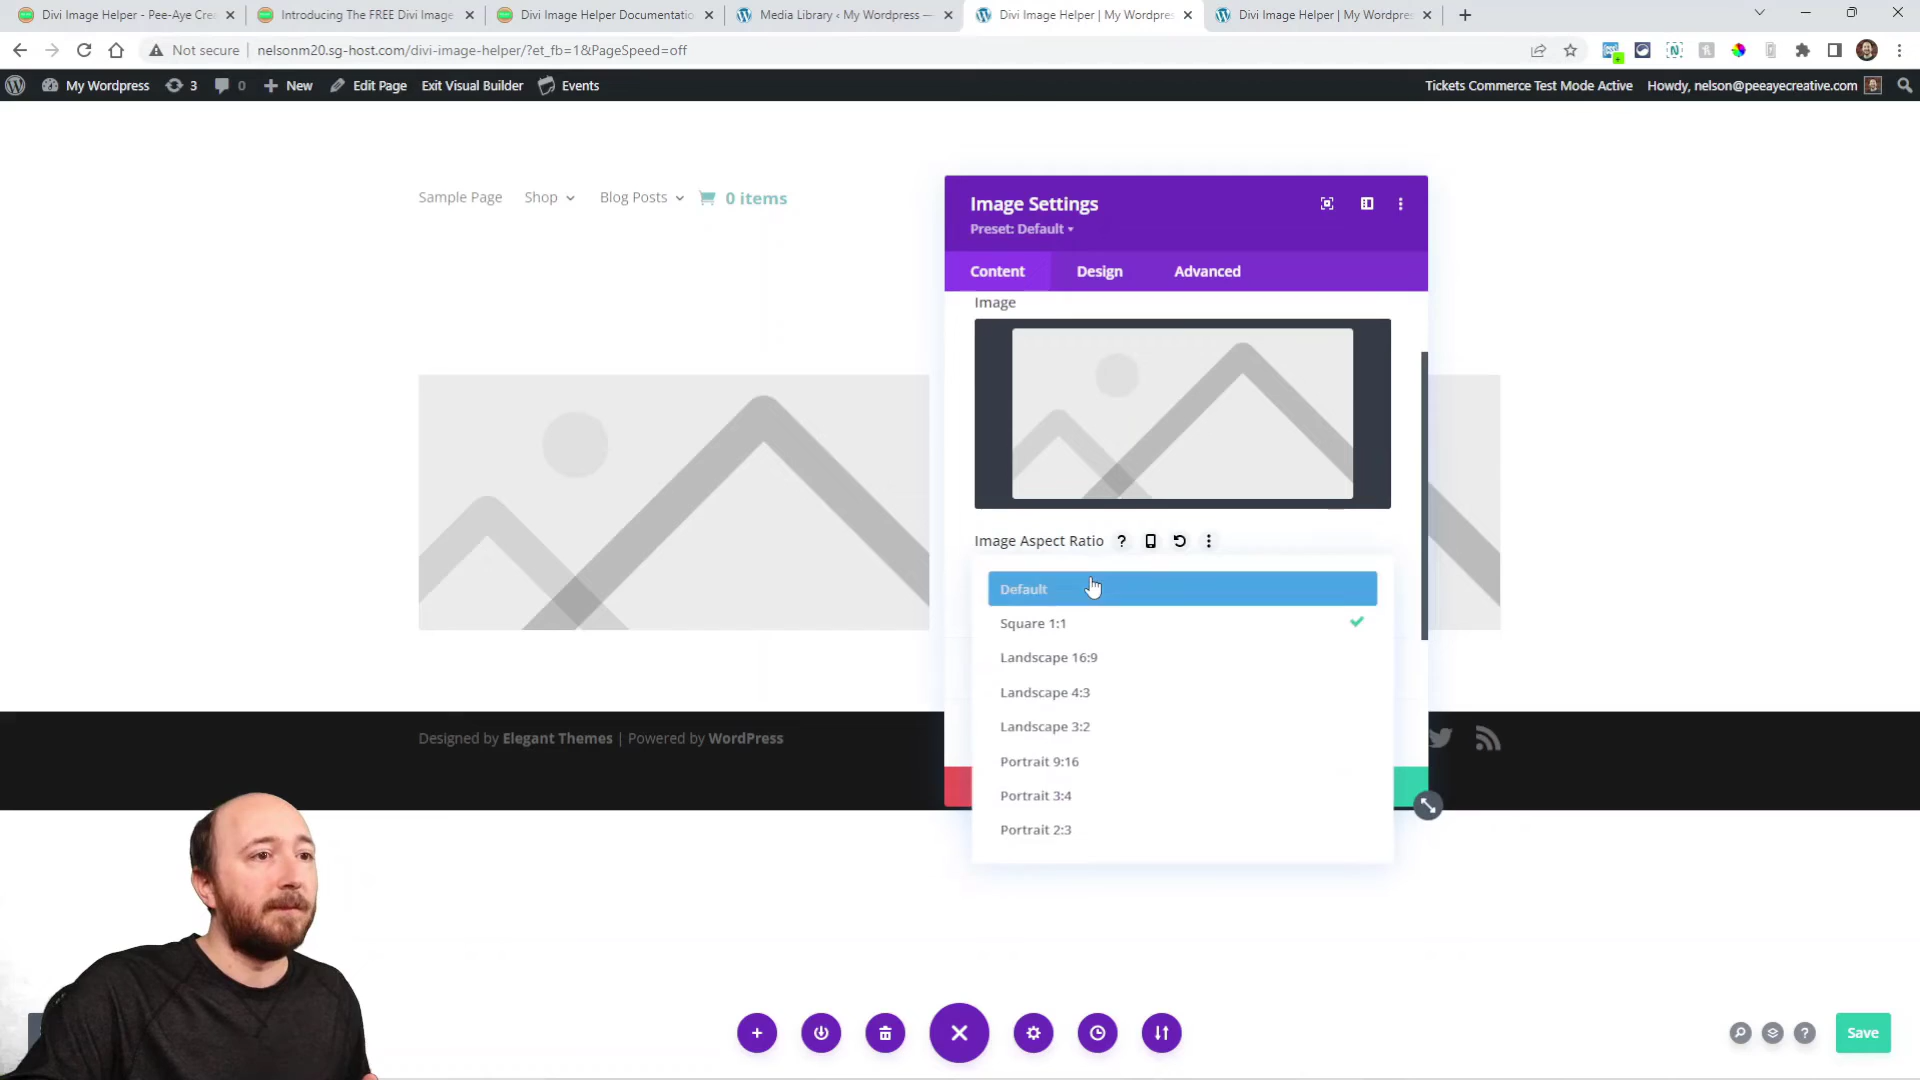 Divi Image Helper - Pee-Aye Crea
Introducing The FREE Divi Image
Divi Image Helper Documentatio
Media Library ‹ My Wordpress —
Divi Image Helper | My Wordpres
Divi Image Helper | My Wordpres
Not secure | nelsonm20.sg-host.com/divi-image-helper/?et_fb=1&PageSpeed=off
My Wordpress 3 0 New Edit Page Exit Visual Builder Events Tickets Commerce Test Mode Active Howdy, nelson@peeayecreative.com
Sample Page Shop Blog Posts 0 items
Image Settings
Preset: Default
Content Design Advanced
Image
Image Aspect Ratio ?
Default
Square 1:1
Landscape 16:9
Landscape 4:3
Landscape 3:2
Portrait 9:16
Portrait 3:4
Portrait 2:3
Designed by Elegant Themes | Powered by WordPress
Save